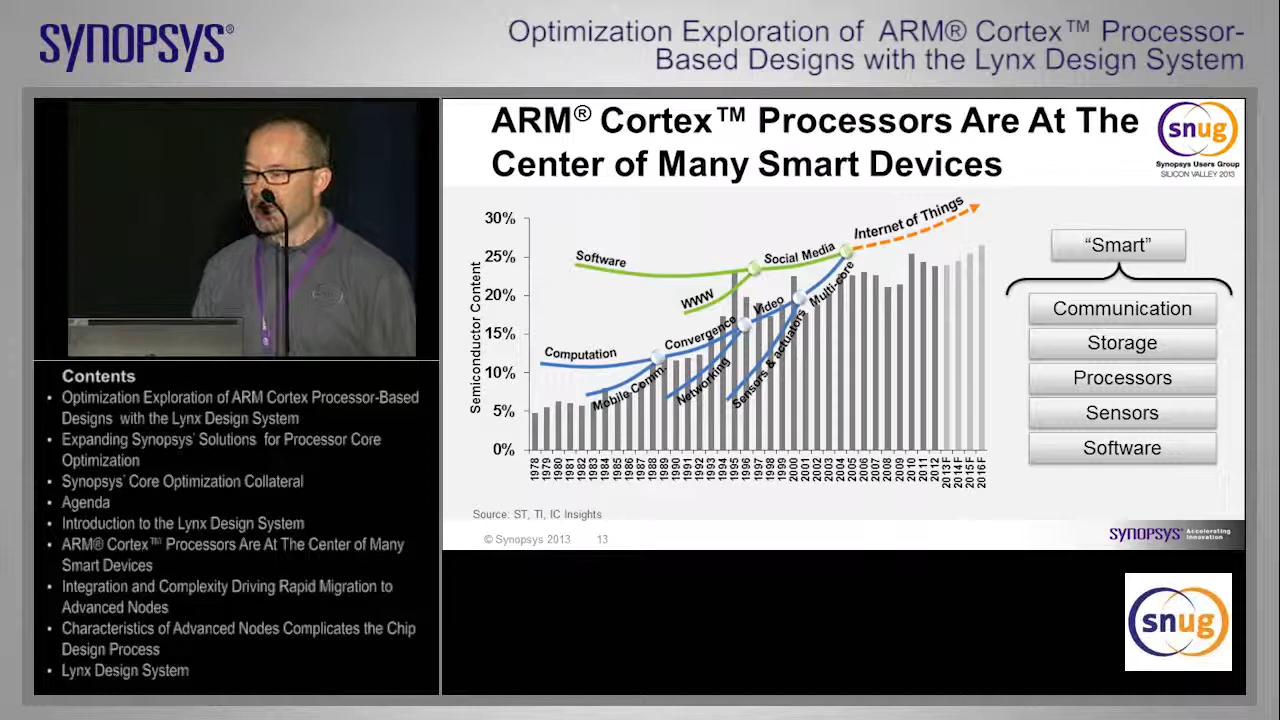 SYNOPSYS®
Optimization Exploration of ARM® Cortex™ Processor-
Based Designs with the Lynx Design System
Contents
• Optimization Exploration of ARM Cortex Processor-Based
Designs with the Lynx Design System
• Expanding Synopsys' Solutions for Processor Core
Optimization
• Synopsys' Core Optimization Collateral
• Agenda
• Introduction to the Lynx Design System
• ARM® Cortex™ Processors Are At The Center of Many
Smart Devices
• Integration and Complexity Driving Rapid Migration to
Advanced Nodes
• Characteristics of Advanced Nodes Complicates the Chip
Design Process
• Lynx Design System
ARM® Cortex™ Processors Are At The
Center of Many Smart Devices
snug
Synopsys Users Group
SILICON VALLEY 2013
Semiconductor Content
30%
25%
20%
15%
10%
5%
0%
Software
WWW
Social Media
Internet of Things
Computation
Mobile Comm.
Convergence
Networking
Video
Sensors & actuators
Multi-core
1978
1979
1980
1981
1982
1983
1984
1985
1986
1987
1988
1989
1990
1991
1992
1993
1994
1995
1996
1997
1998
1999
2000
2001
2002
2003
2004
2005
2006
2007
2008
2009
2010
2011
2012
2013F
2014F
2015F
2016F
“Smart”
Communication
Storage
Processors
Sensors
Software
Source: ST, TI, IC Insights
© Synopsys 2013 13
SYNOPSYS® Accelerating
Innovation
snug